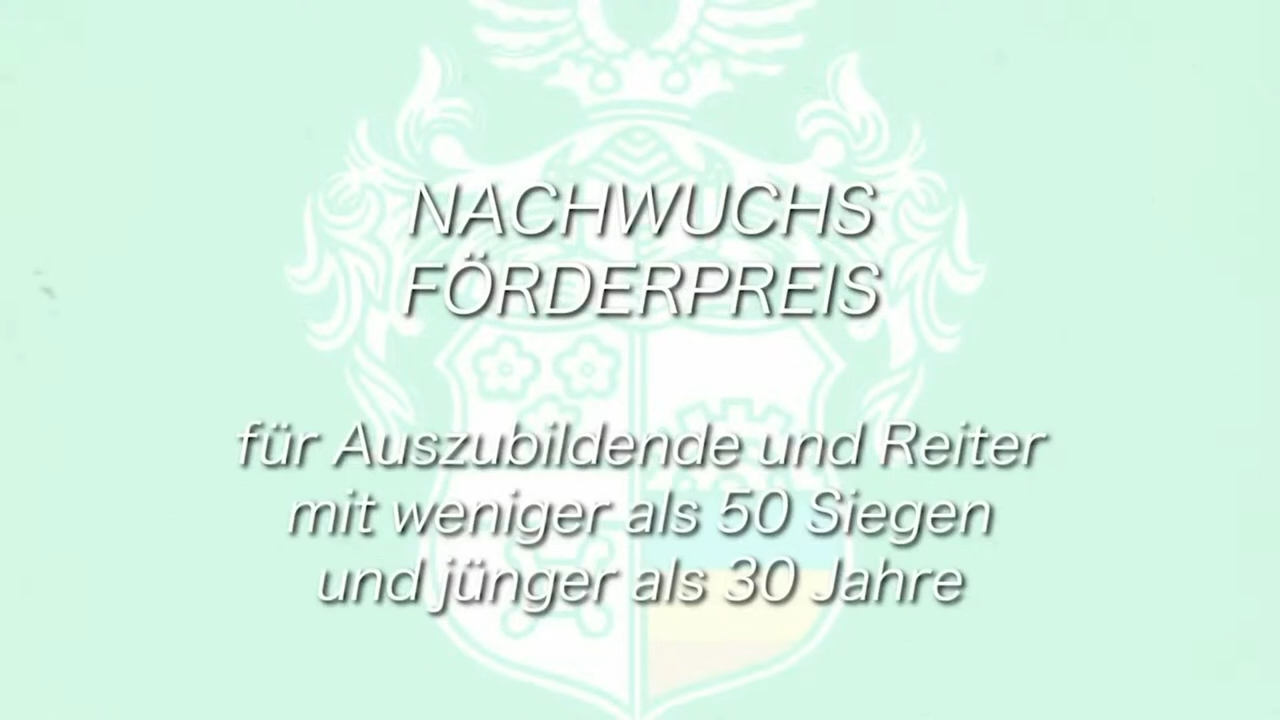 NACHWUCHS
FÖRDERPREIS
für Auszubildende und Reiter
mit weniger als 50 Siegen
und jünger als 30 Jahre